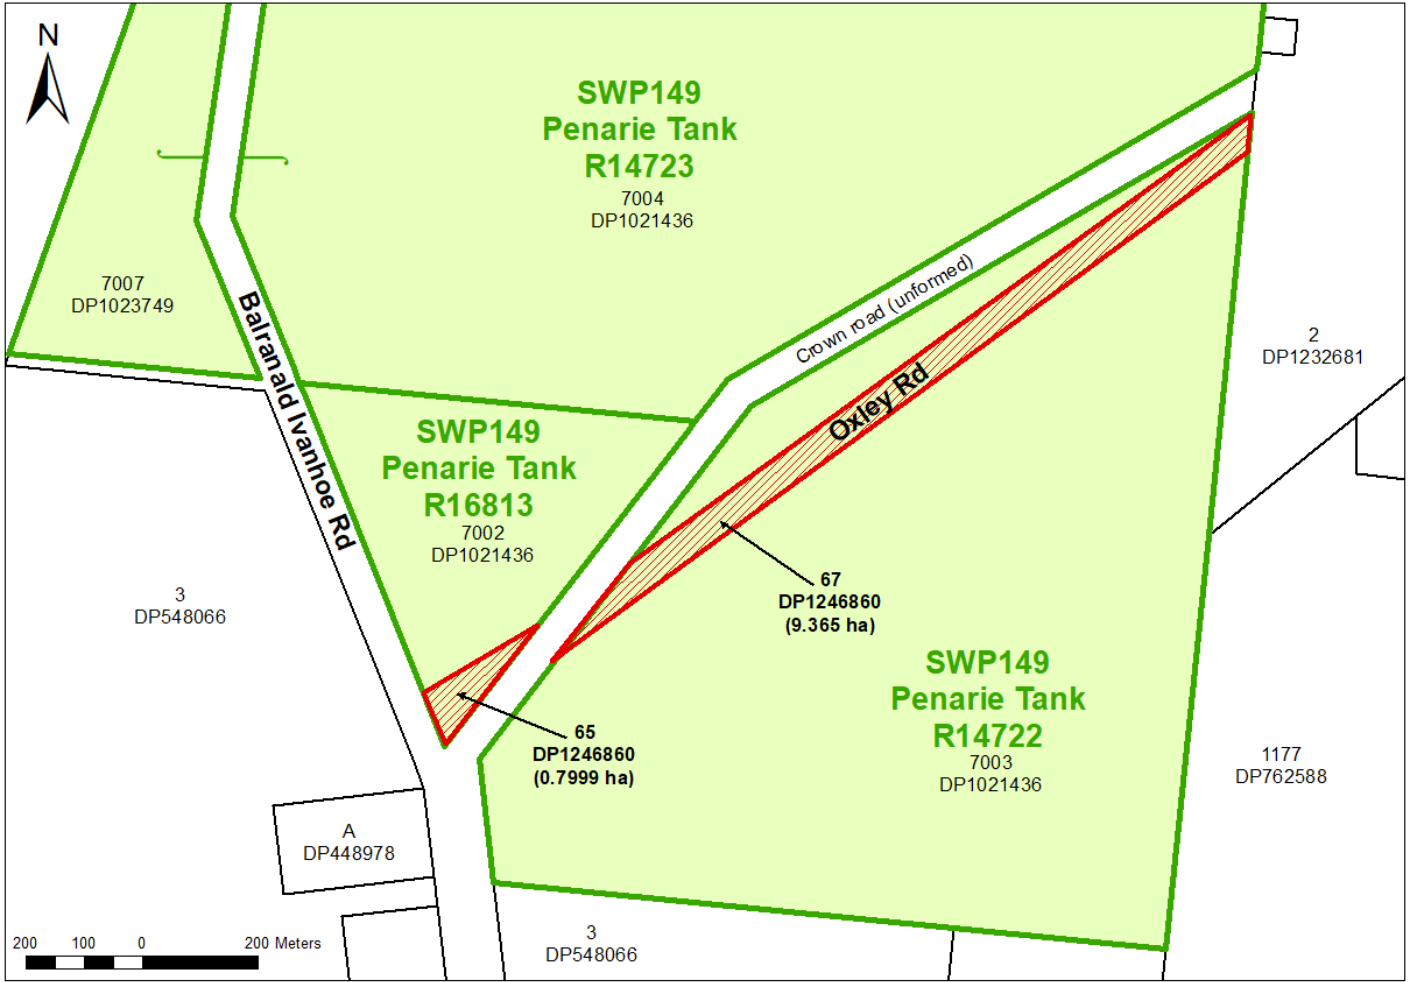 N
SWP149
Penarie Tank
R14723
7004
DP1021436
7007
DP1023749
Balranald Ivanhoe Rd
Crown road (unformed)
Oxley Rd
2
DP1232681
SWP149
Penarie Tank
R16813
7002
DP1021436
3
DP548066
67
DP1246860
(9.365 ha)
SWP149
Penarie Tank
R14722
7003
DP1021436
65
DP1246860
(0.7999 ha)
1177
DP762588
A
DP448978
3
DP548066
200 100 0 200 Meters